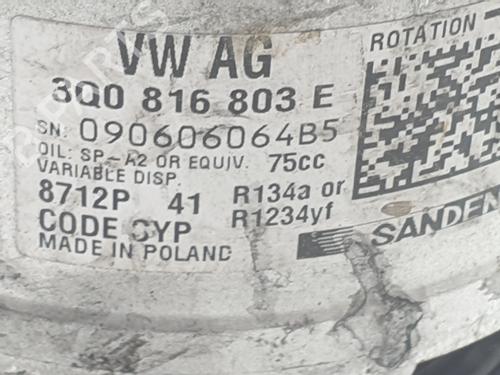 VW AG
ROTATION
3Q0 816 803 E
SN: 090606064B5
OIL: SP-A2 OR EQUIV. 75cc
VARIABLE DISP.
8712P 41 R134a or
CODE CYP R1234yf
MADE IN POLAND
SANDEN